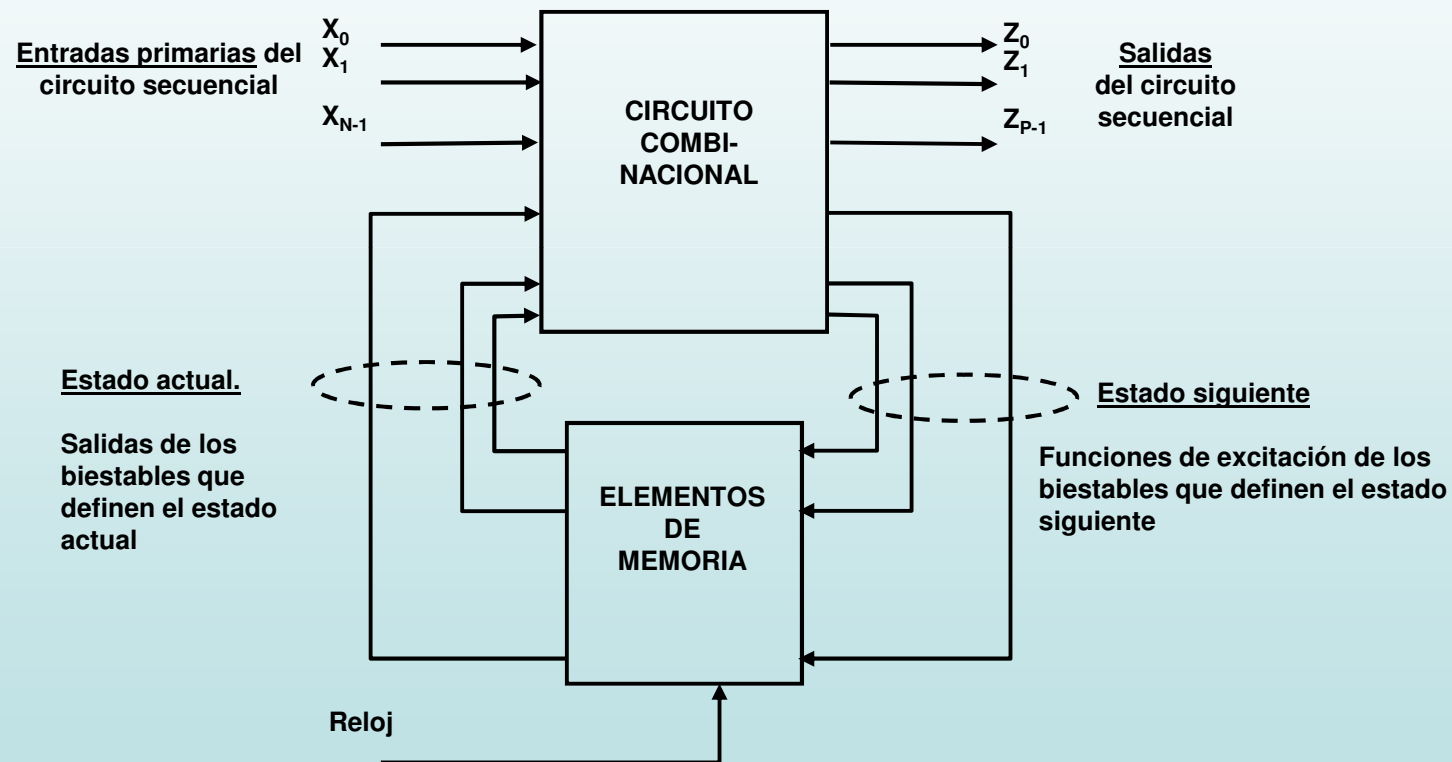 Entradas primarias del
circuito secuencial
X0
X1
XN-1
CIRCUITO
COMBI-
NACIONAL
Z0
Z1
ZP-1
Salidas
del circuito
secuencial
Estado actual.
Salidas de los
biestables que
definen el estado
actual
ELEMENTOS
DE
MEMORIA
Estado siguiente
Funciones de excitación de los
biestables que definen el estado
siguiente
Reloj